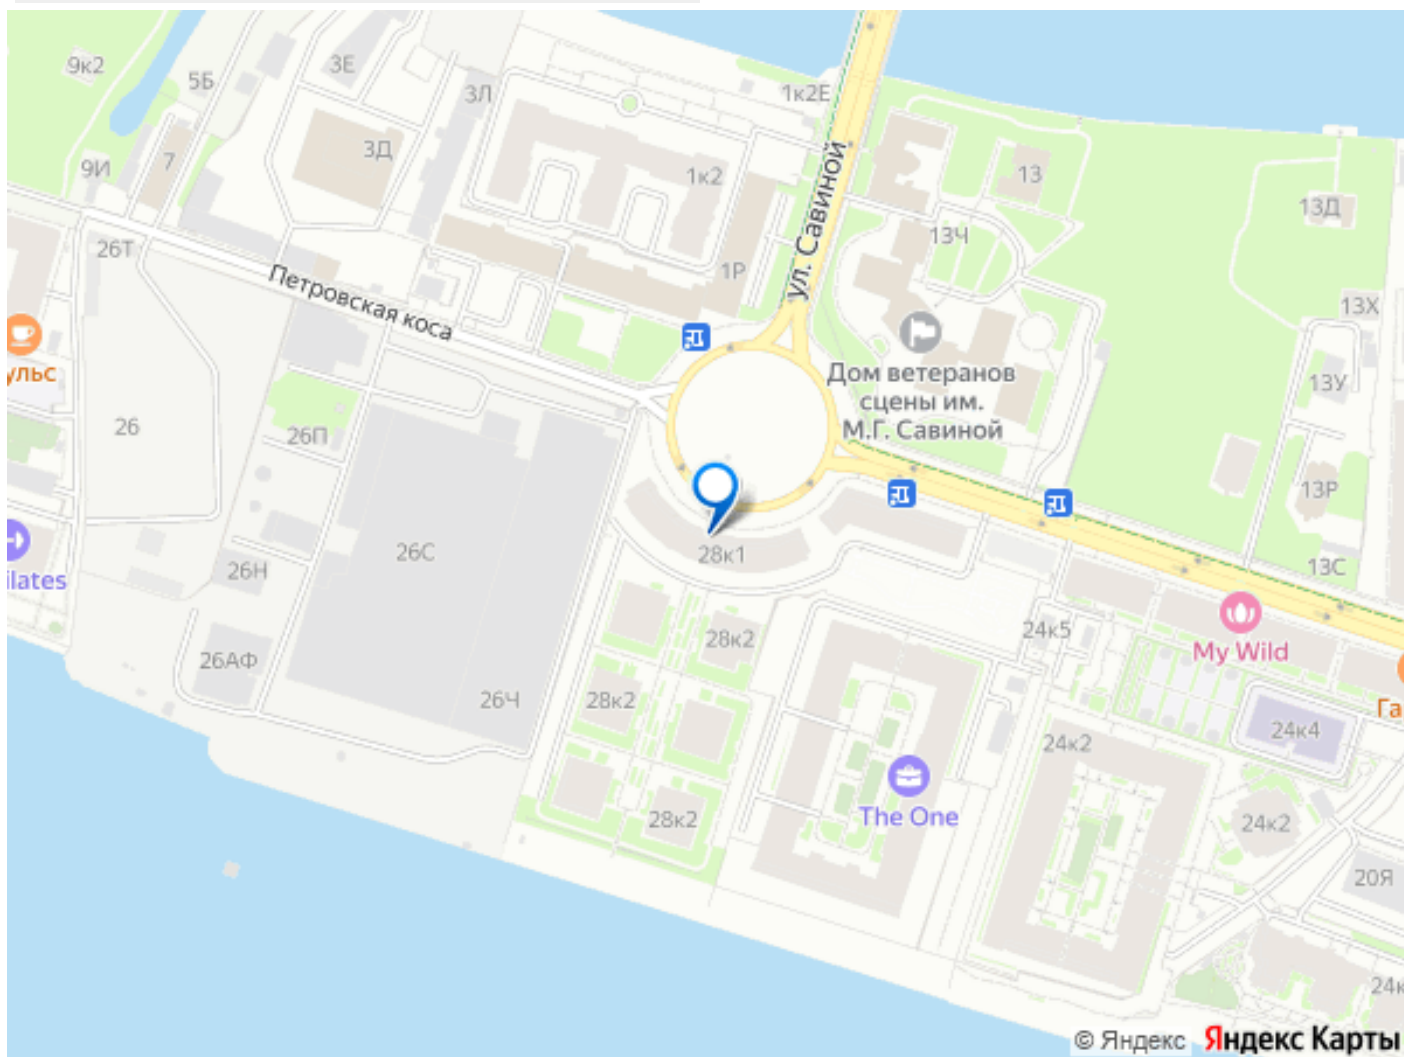 9к2
5Б
3Е
3Л
1к2Е
3Д
9И
7
1к2
13
13Д
ул. Савиной
13Ч
26Т
1Р
Петровская коса
13Х
ульс
Дом ветеранов
сцены им.
М.Г. Савиной
13У
26
26П
13Р
26С
28к1
26Н
ilates
13С
28к2
24к5
My Wild
26АФ
28к2
26Ч
Га
24к4
24к2
The One
28к2
24к2
20Я
24к
© Яндекс Яндекс Карты